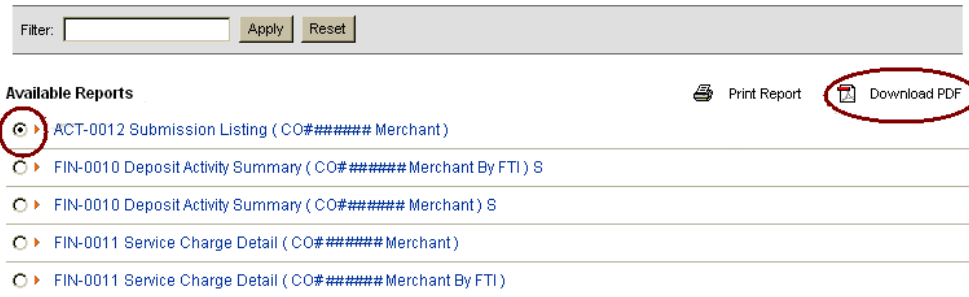 Filter: Apply Reset
Available Reports Print Report Download PDF
ACT-0012 Submission Listing ( CO####### Merchant )
FIN-0010 Deposit Activity Summary ( CO####### Merchant By FTI ) S
FIN-0010 Deposit Activity Summary ( CO####### Merchant ) S
FIN-0011 Service Charge Detail ( CO####### Merchant )
FIN-0011 Service Charge Detail ( CO####### Merchant By FTI )